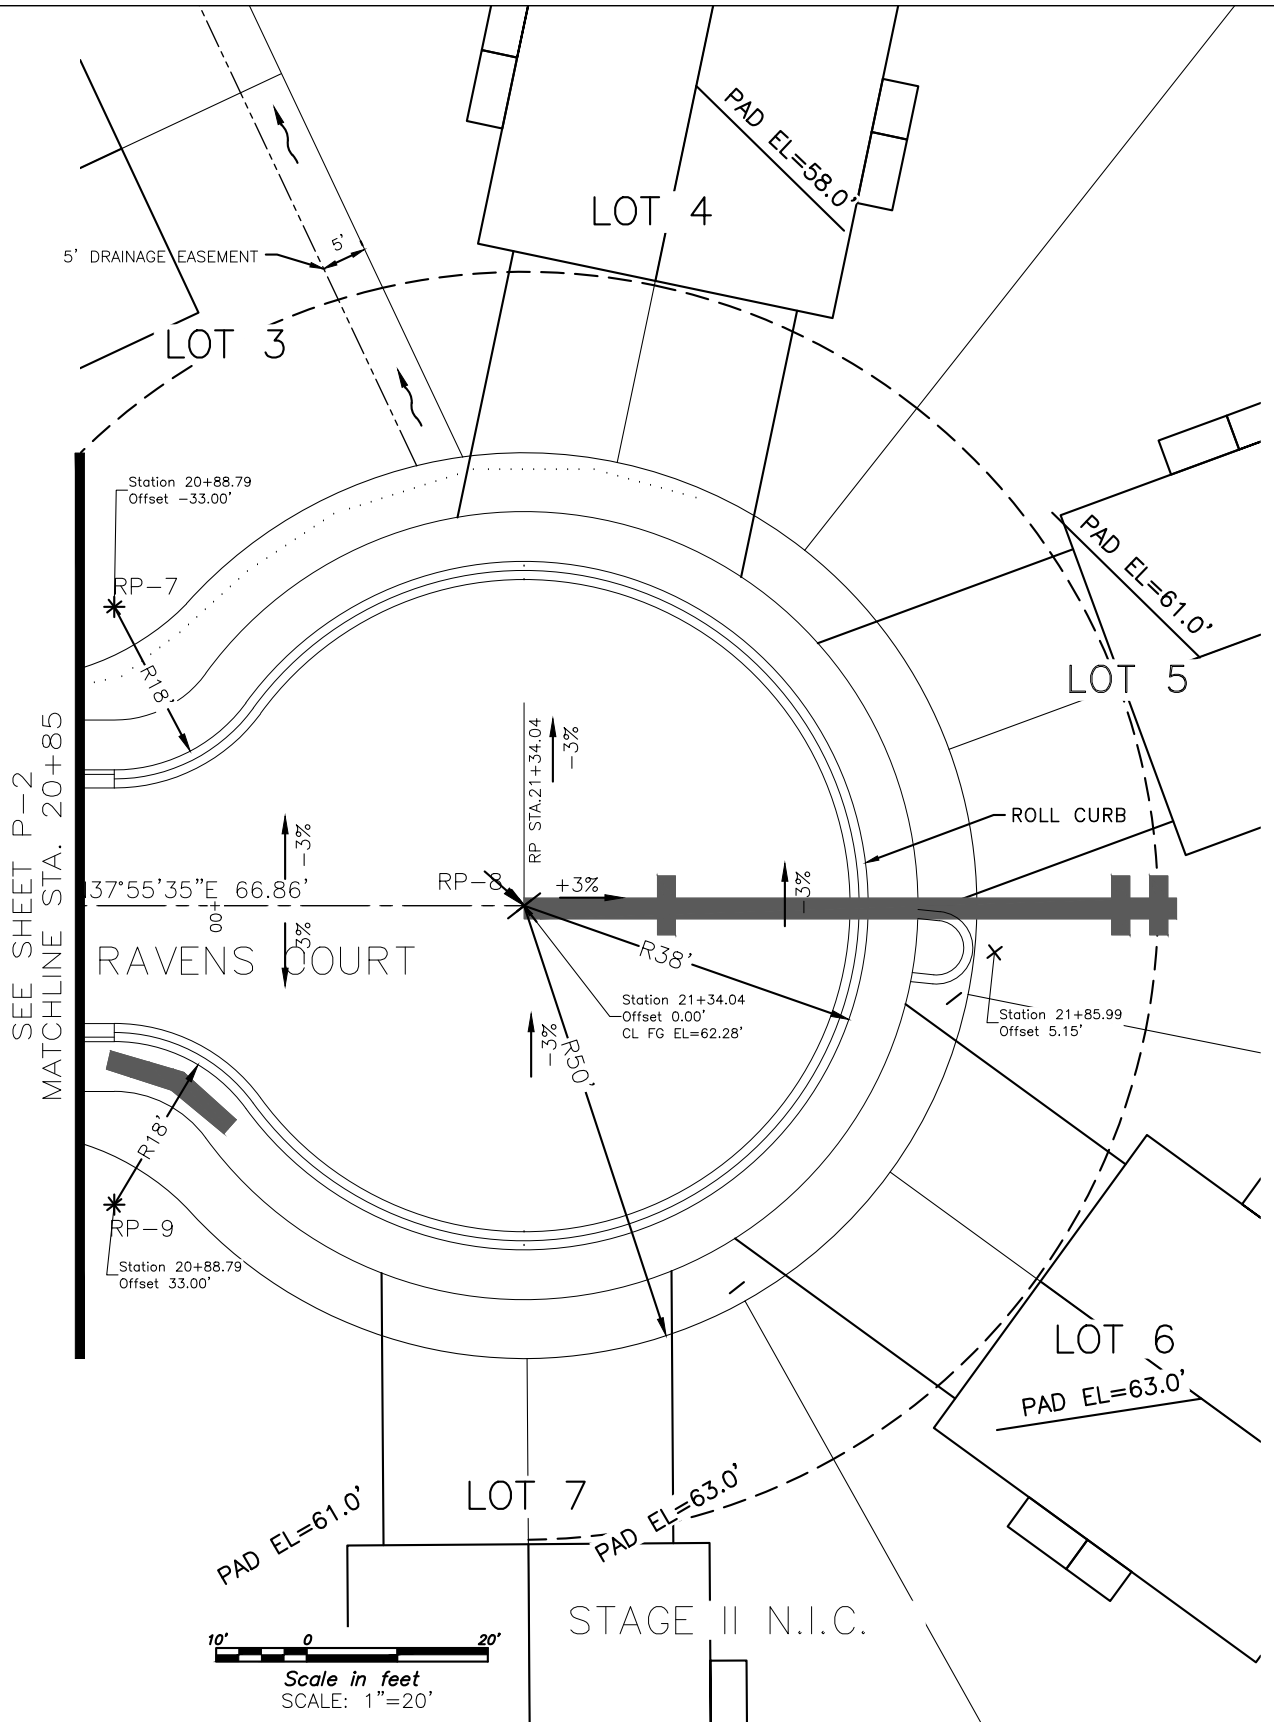 PAD EL=58.0'
LOT 4
5' DRAINAGE EASEMENT
5'
LOT 3
Station 20+88.79
Offset -33.00'
RP-7
R18'
PAD EL=61.0'
LOT 5
SEE SHEET P-2
MATCHLINE STA. 20+85
RP STA.21+34.04
-3%
-3%
ROLL CURB
137°55'35"E 66.86'
RP-8
+3%
-3%
00+
-3%
RAVENS COURT
R38'
Station 21+34.04
Offset 0.00'
CL FG EL=62.28'
Station 21+85.99
Offset 5.15'
-3%
R50'
R18'
RP-9
Station 20+88.79
Offset 33.00'
LOT 6
PAD EL=63.0'
LOT 7
PAD EL=61.0'
PAD EL=63.0'
STAGE II N.I.C.
10' 0 20'
Scale in feet
SCALE: 1"=20'